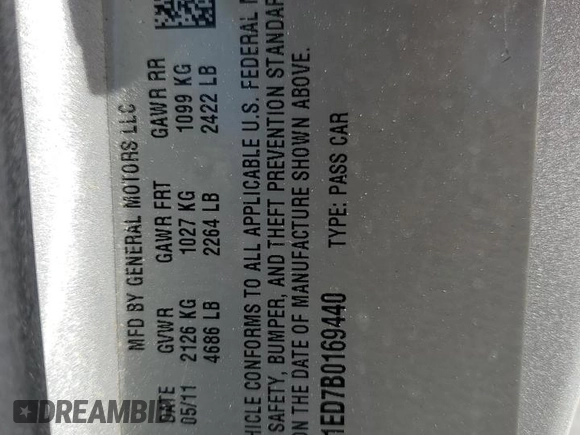 MFD BY GENERAL MOTORS LLC
DATE GVWR GAWR FRT GAWR RR
05/11 2126 KG 1027 KG 1099 KG
4686 LB 2264 LB 2422 LB
HICLE CONFORMS TO ALL APPLICABLE U.S. FEDERAL
SAFETY, BUMPER, AND THEFT PREVENTION STANDAR
ON THE DATE OF MANUFACTURE SHOWN ABOVE.
1ED7B0169440 TYPE: PASS CAR
DREAMBID.COM